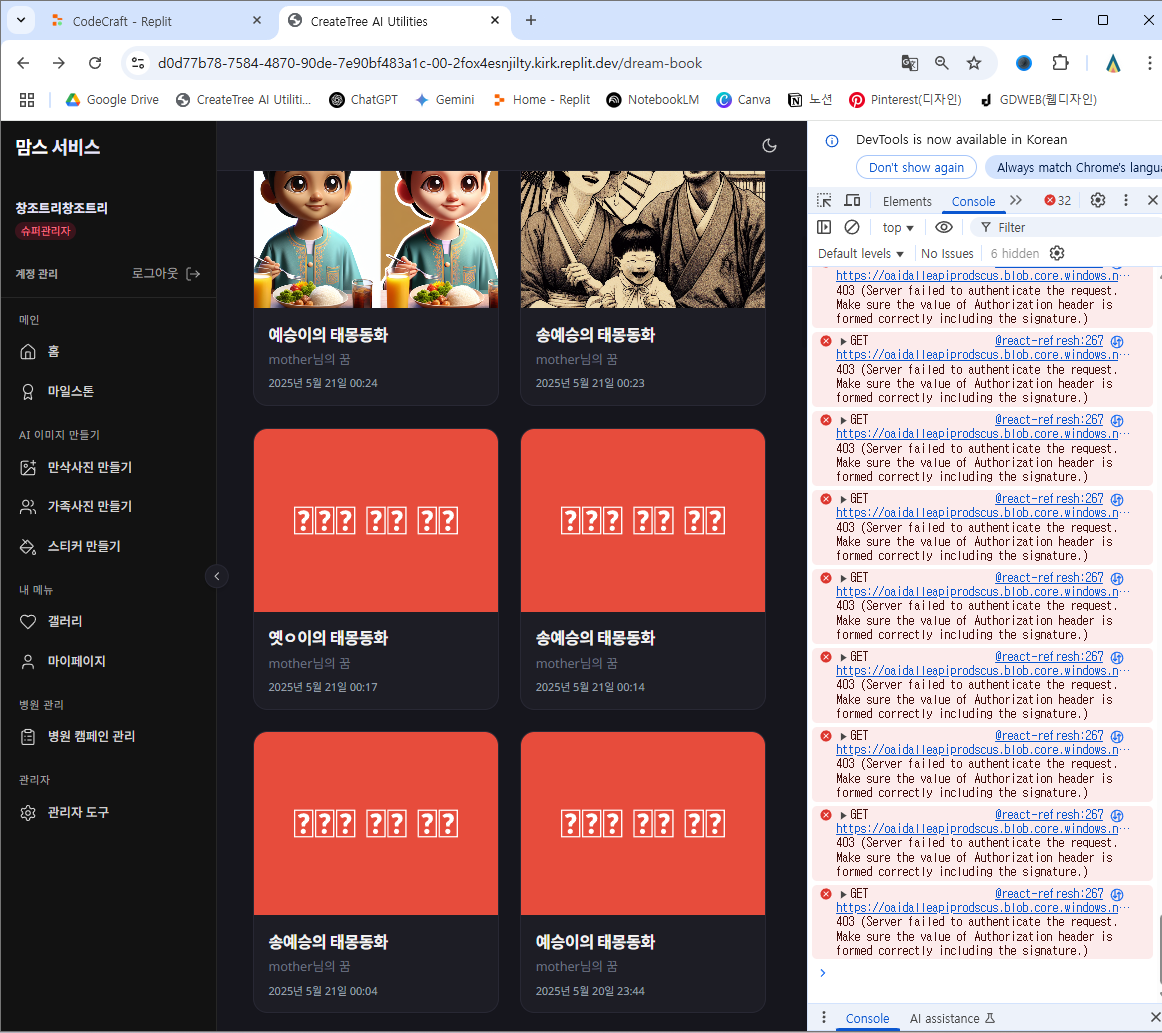 CodeCraft - Replit
CreateTree AI Utilities
d0d77b78-7584-4870-90de-7e90bf483a1c-00-2fox4esnjilty.kirk.replit.dev/dream-book
Google Drive
CreateTree AI Utiliti...
ChatGPT
Gemini
Home - Replit
NotebookLM
Canva
노션
Pinterest(디자인)
GDWEB(웹디자인)
맘스 서비스
창조트리창조트리
슈퍼관리자
계정 관리
로그아웃
메인
홈
마일스톤
AI 이미지 만들기
만삭사진 만들기
가족사진 만들기
스티커 만들기
내 메뉴
갤러리
마이페이지
병원 관리
병원 캠페인 관리
관리자
관리자 도구
예승이의 태몽동화
mother님의 꿈
2025년 5월 21일 00:24
송예승의 태몽동화
mother님의 꿈
2025년 5월 21일 00:23
옛ㅇ이의 태몽동화
mother님의 꿈
2025년 5월 21일 00:17
송예승의 태몽동화
mother님의 꿈
2025년 5월 21일 00:14
송예승의 태몽동화
mother님의 꿈
2025년 5월 21일 00:04
예승이의 태몽동화
mother님의 꿈
2025년 5월 20일 23:44
DevTools is now available in Korean
Don't show again
Always match Chrome's langua
Elements
Console
32
top
Filter
Default levels
No Issues
6 hidden
https://oaidalleapiprodscus.blob.core.windows.n…
403 (Server failed to authenticate the request.
Make sure the value of Authorization header is
formed correctly including the signature.)
GET @react-refresh:267
https://oaidalleapiprodscus.blob.core.windows.n…
403 (Server failed to authenticate the request.
Make sure the value of Authorization header is
formed correctly including the signature.)
GET @react-refresh:267
https://oaidalleapiprodscus.blob.core.windows.n…
403 (Server failed to authenticate the request.
Make sure the value of Authorization header is
formed correctly including the signature.)
GET @react-refresh:267
https://oaidalleapiprodscus.blob.core.windows.n…
403 (Server failed to authenticate the request.
Make sure the value of Authorization header is
formed correctly including the signature.)
GET @react-refresh:267
https://oaidalleapiprodscus.blob.core.windows.n…
403 (Server failed to authenticate the request.
Make sure the value of Authorization header is
formed correctly including the signature.)
GET @react-refresh:267
https://oaidalleapiprodscus.blob.core.windows.n…
403 (Server failed to authenticate the request.
Make sure the value of Authorization header is
formed correctly including the signature.)
GET @react-refresh:267
https://oaidalleapiprodscus.blob.core.windows.n…
403 (Server failed to authenticate the request.
Make sure the value of Authorization header is
formed correctly including the signature.)
GET @react-refresh:267
https://oaidalleapiprodscus.blob.core.windows.n…
403 (Server failed to authenticate the request.
Make sure the value of Authorization header is
formed correctly including the signature.)
GET @react-refresh:267
https://oaidalleapiprodscus.blob.core.windows.n…
403 (Server failed to authenticate the request.
Make sure the value of Authorization header is
formed correctly including the signature.)
Console
AI assistance